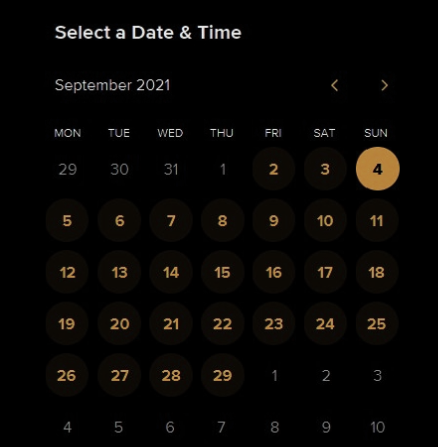 Select a Date & Time
September 2021
MON TUE WED THU FRI SAT SUN
29 30 31 1 2 3 4
5 6 7 8 9 10 11
12 13 14 15 16 17 18
19 20 21 22 23 24 25
26 27 28 29 1 2 3
4 5 6 7 8 9 10